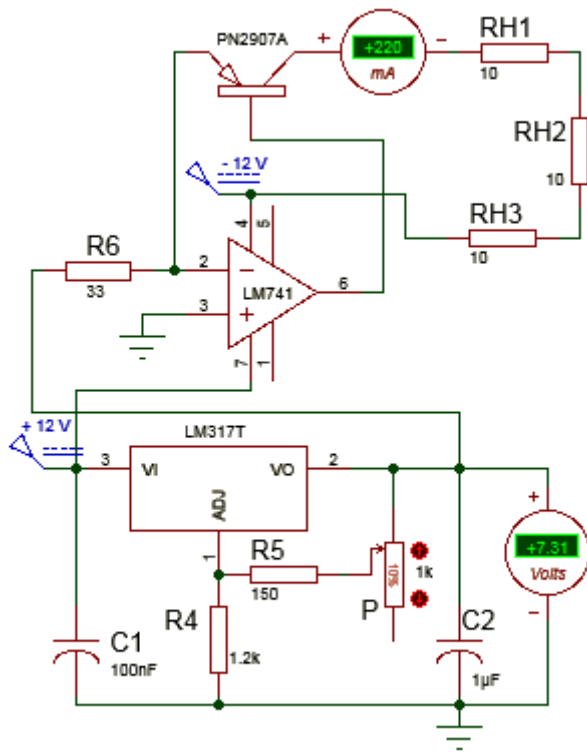 PN2907A
+
+220
mA
−
RH1
10
RH2
10
RH3
10
- 12 V
4
5
R6
33
2
−
LM741
6
3
+
7
1
+ 12 V
LM317T
3
VI
VO
2
ADJ
1
R5
150
10%
1k
P
+
+7.31
Volts
−
R4
1.2k
C1
100nF
C2
1µF